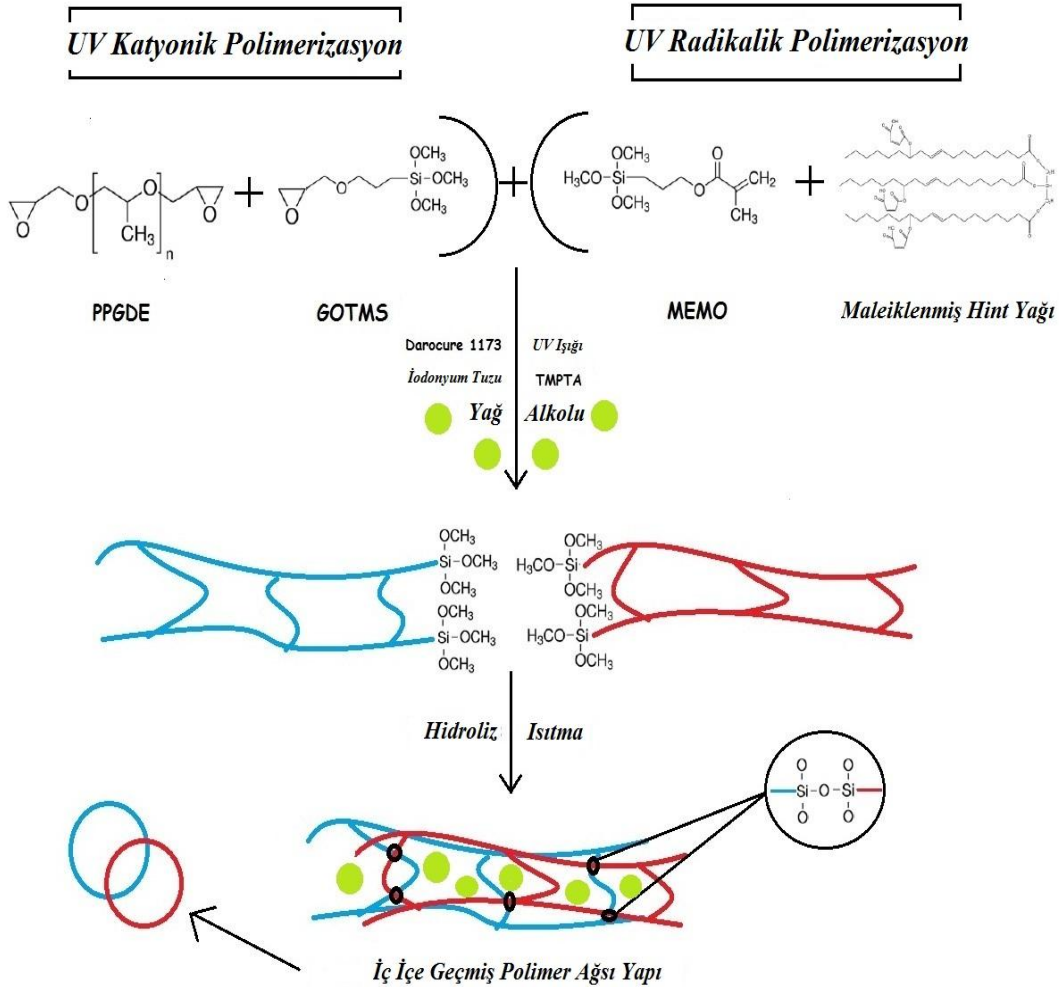 UV Katyonik Polimerizasyon
UV Radikalik Polimerizasyon
PPGDE
GOTMS
MEMO
Maleiklenmiş Hint Yağı
O
O
O
CH3
n
O
O
OCH3
Si
OCH3
OCH3
OCH3
H3CO
Si
OCH3
O
O
CH2
CH3
Darocure 1173
UV Işığı
İodonyum Tuzu
TMPTA
Yağ
Alkolu
OCH3
Si
OCH3
OCH3
OCH3
Si
OCH3
OCH3
OCH3
H3CO
Si
OCH3
OCH3
H3CO
Si
OCH3
Hidroliz
Isıtma
O
O
Si
O
Si
O
O
İç İçe Geçmiş Polimer Ağsı Yapı